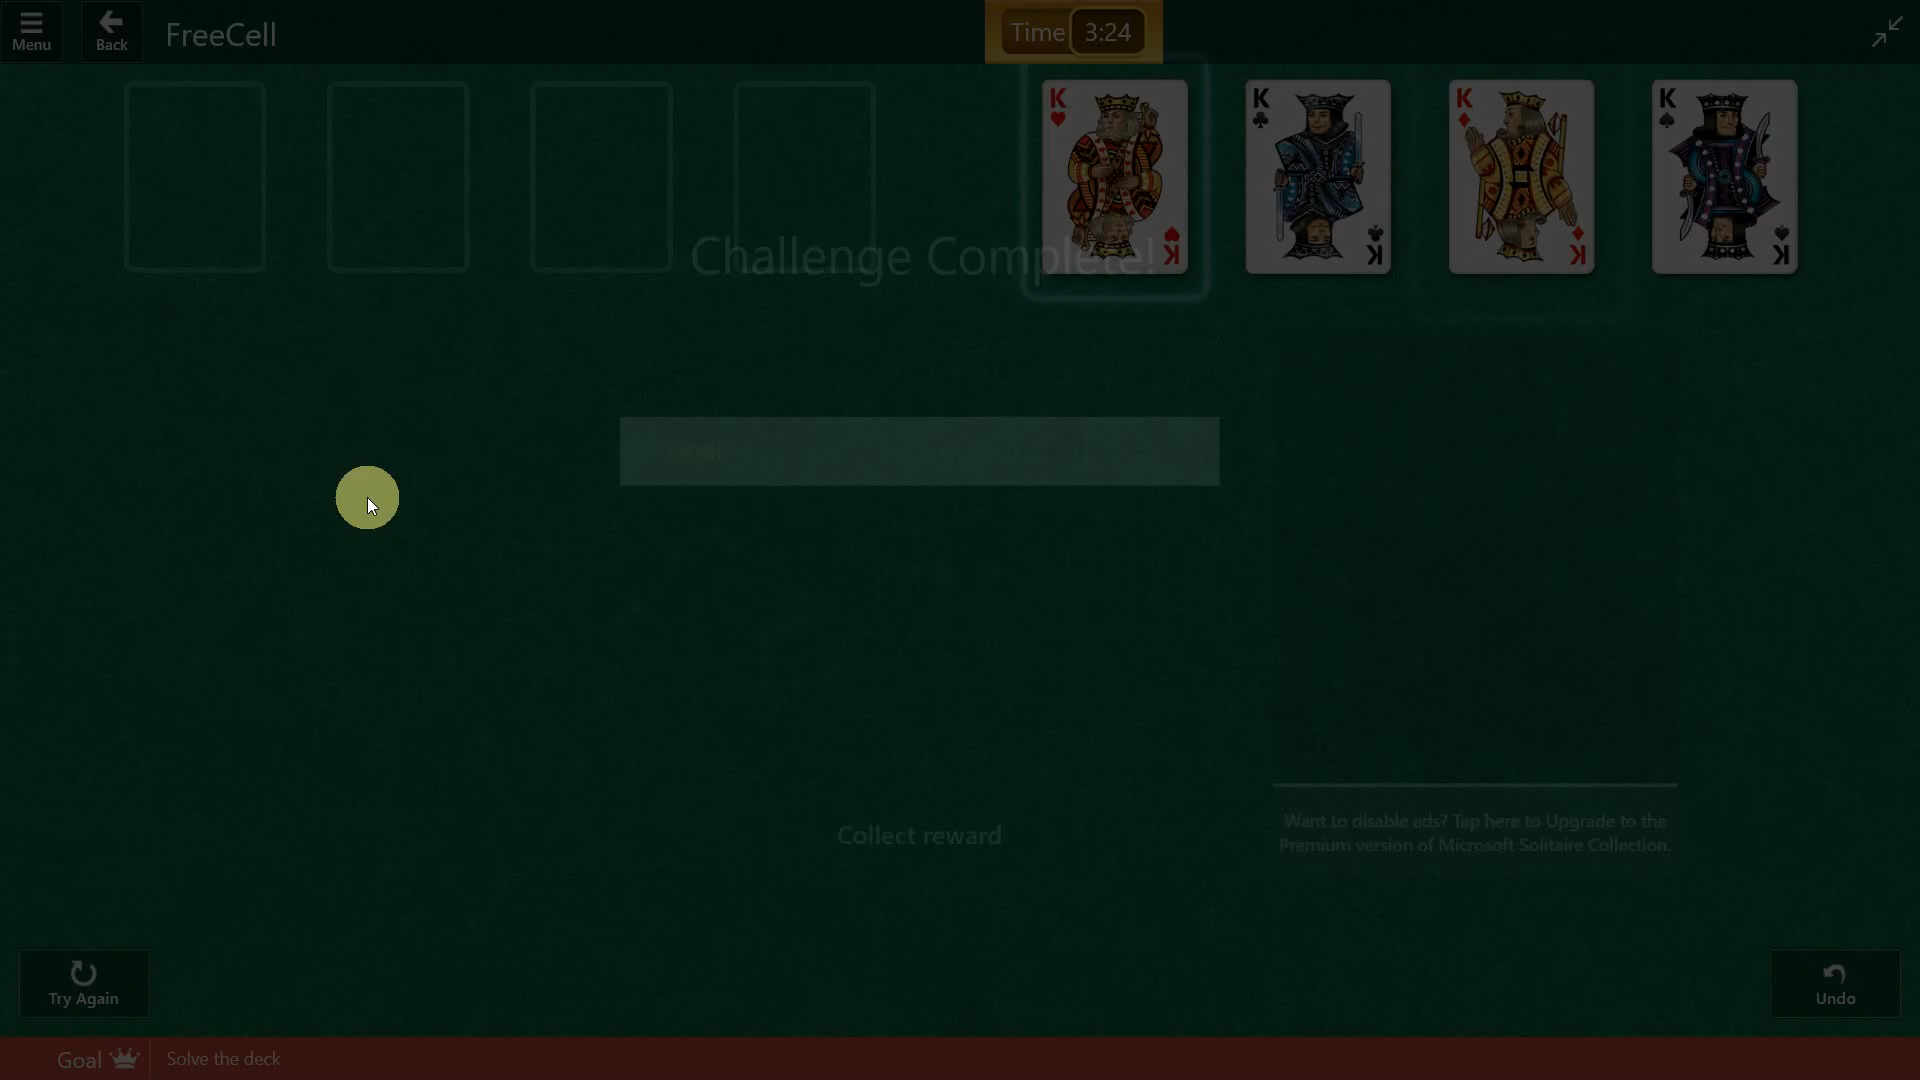 Menu
Back
FreeCell
Time 3:24
K
K
K
K
K
K
K
K
Challenge Complete!
Goal
Collect reward
Want to disable ads? Tap here to Upgrade to the
Premium version of Microsoft Solitaire Collection.
Try Again
Undo
Goal
Solve the deck